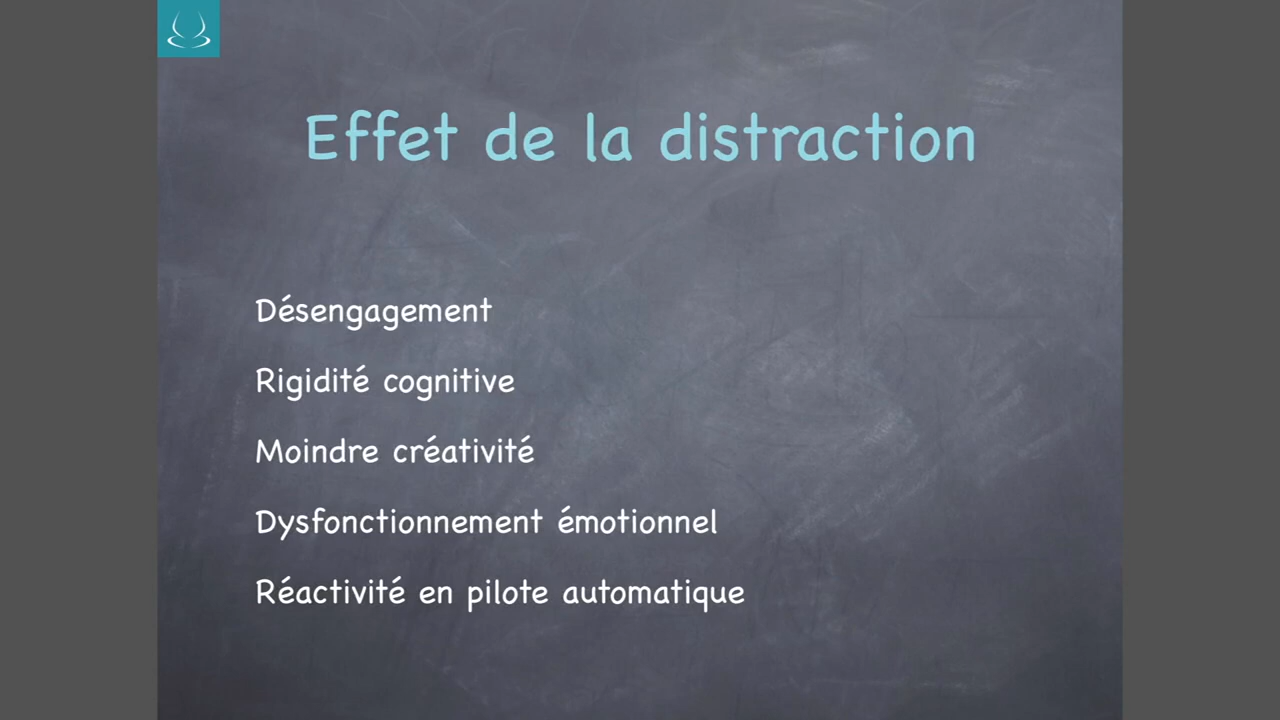 Effet de la distraction
Désengagement
Rigidité cognitive
Moindre créativité
Dysfonctionnement émotionnel
Réactivité en pilote automatique